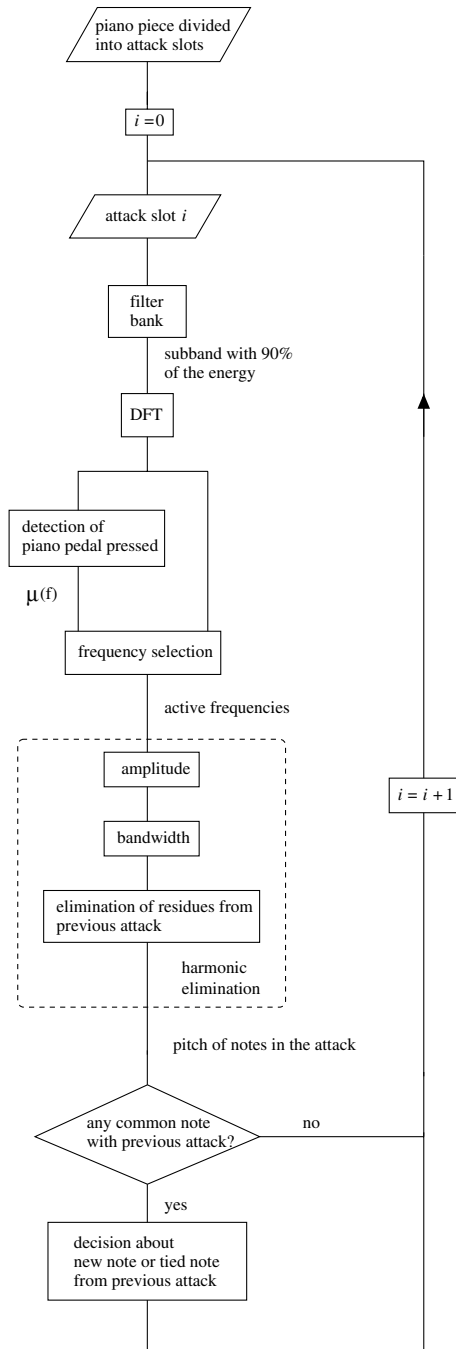 piano piece divided
into attack slots
i = 0
attack slot i
filter
bank
subband with 90%
of the energy
DFT
detection of
piano pedal pressed
μ(f)
frequency selection
active frequencies
amplitude
i = i + 1
bandwidth
elimination of residues from
previous attack
harmonic
elimination
pitch of notes in the attack
any common note
with previous attack?
no
yes
decision about
new note or tied note
from previous attack